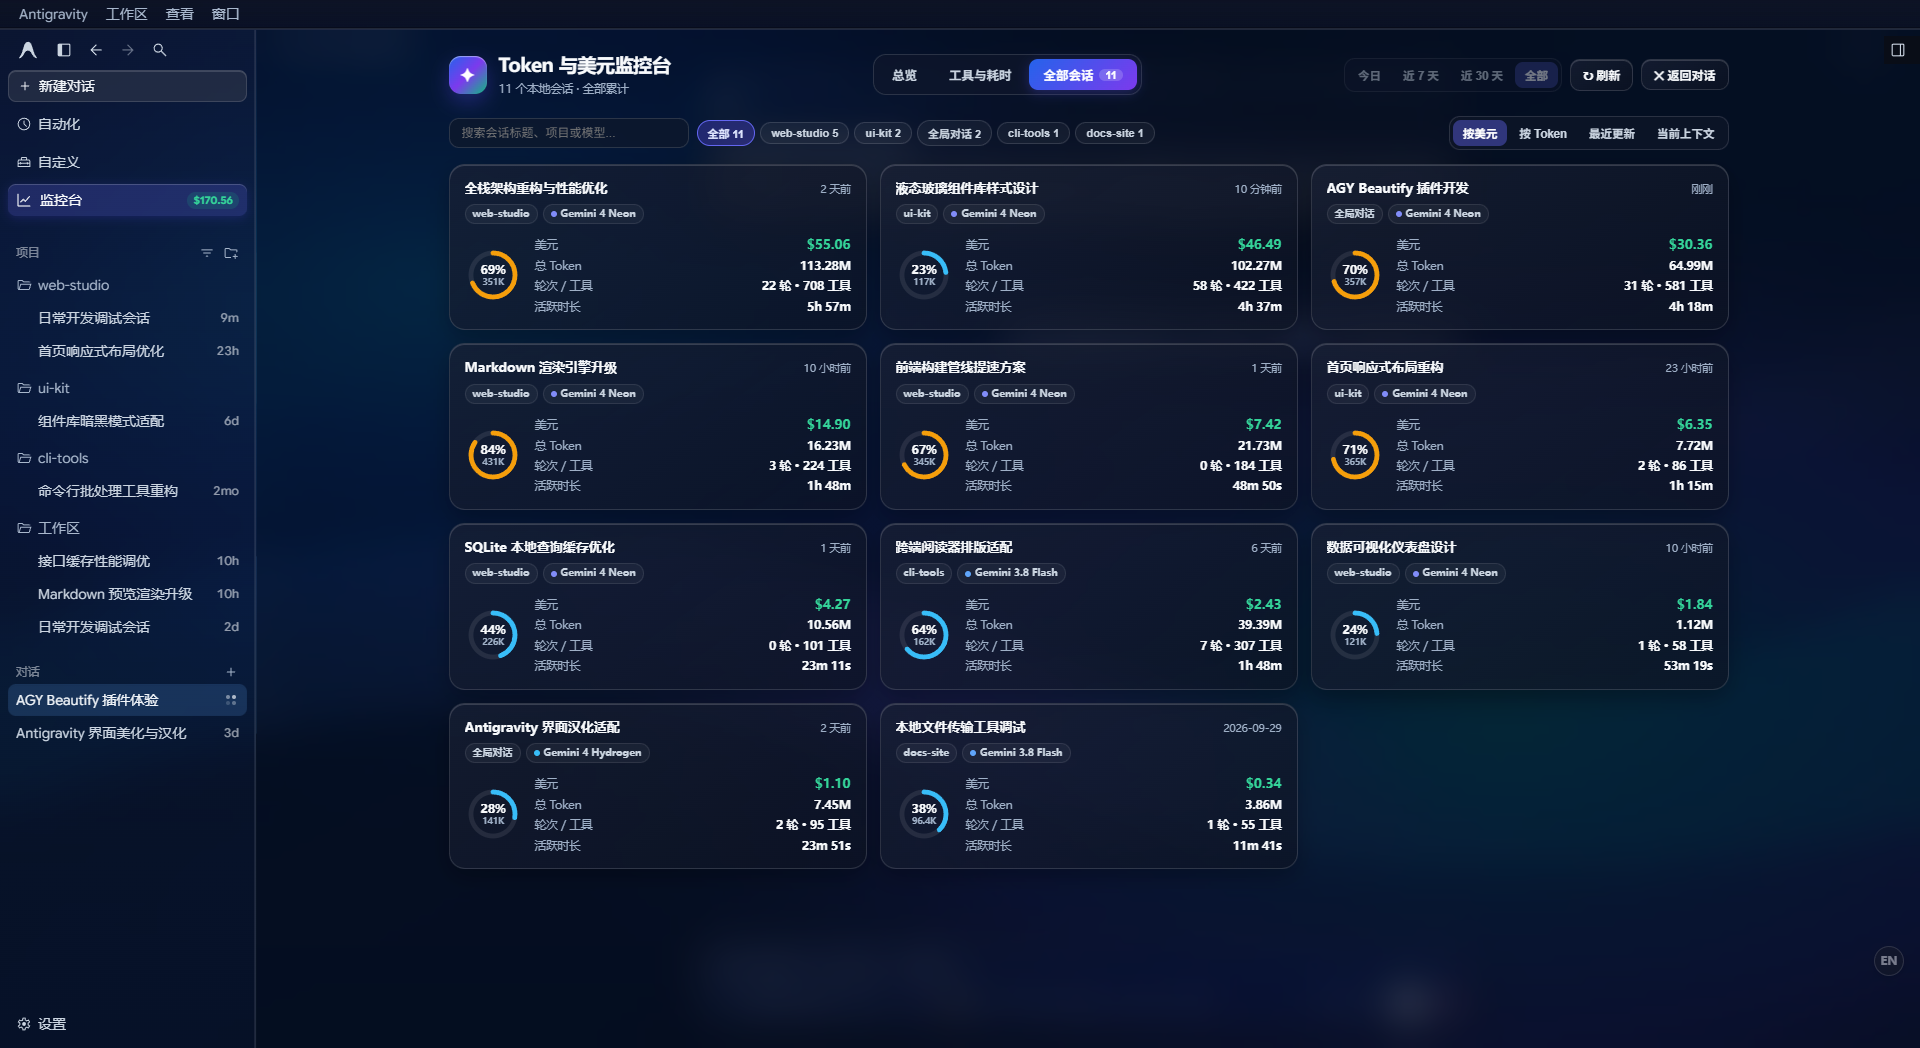 Antigravity 工作区 查看 窗口
新建对话
自动化
自定义
监控台 $170.56
项目
web-studio
日常开发调试会话 9m
首页响应式布局优化 23h
ui-kit
组件库暗黑模式适配 6d
cli-tools
命令行批处理工具重构 2mo
工作区
接口缓存性能调优 10h
Markdown 预览渲染升级 10h
日常开发调试会话 2d
对话
AGY Beautify 插件体验
Antigravity 界面美化与汉化 3d
设置
Token 与美元监控台
11 个本地会话 · 全部累计
总览 工具与耗时 全部会话 11
今日 近 7 天 近 30 天 全部 刷新 返回对话
搜索会话标题、项目或模型...
全部 11 web-studio 5 ui-kit 2 全局对话 2 cli-tools 1 docs-site 1
按美元 按 Token 最近更新 当前上下文
全栈架构重构与性能优化 2 天前
web-studio Gemini 4 Neon
69%
351K
美元 $55.06
总 Token 113.28M
轮次 / 工具 22 轮 • 708 工具
活跃时长 5h 57m
液态玻璃组件库样式设计 10 分钟前
ui-kit Gemini 4 Neon
23%
117K
美元 $46.49
总 Token 102.27M
轮次 / 工具 58 轮 • 422 工具
活跃时长 4h 37m
AGY Beautify 插件开发 刚刚
全局对话 Gemini 4 Neon
70%
357K
美元 $30.36
总 Token 64.99M
轮次 / 工具 31 轮 • 581 工具
活跃时长 4h 18m
Markdown 渲染引擎升级 10 小时前
web-studio Gemini 4 Neon
84%
431K
美元 $14.90
总 Token 16.23M
轮次 / 工具 3 轮 • 224 工具
活跃时长 1h 48m
前端构建管线提速方案 1 天前
web-studio Gemini 4 Neon
67%
345K
美元 $7.42
总 Token 21.73M
轮次 / 工具 0 轮 • 184 工具
活跃时长 48m 50s
首页响应式布局重构 23 小时前
ui-kit Gemini 4 Neon
71%
365K
美元 $6.35
总 Token 7.72M
轮次 / 工具 2 轮 • 86 工具
活跃时长 1h 15m
SQLite 本地查询缓存优化 1 天前
web-studio Gemini 4 Neon
44%
226K
美元 $4.27
总 Token 10.56M
轮次 / 工具 0 轮 • 101 工具
活跃时长 23m 11s
跨端阅读器排版适配 6 天前
cli-tools Gemini 3.8 Flash
64%
162K
美元 $2.43
总 Token 39.39M
轮次 / 工具 7 轮 • 307 工具
活跃时长 1h 48m
数据可视化仪表盘设计 10 小时前
web-studio Gemini 4 Neon
24%
121K
美元 $1.84
总 Token 1.12M
轮次 / 工具 1 轮 • 58 工具
活跃时长 53m 19s
Antigravity 界面汉化适配 2 天前
全局对话 Gemini 4 Hydrogen
28%
141K
美元 $1.10
总 Token 7.45M
轮次 / 工具 2 轮 • 95 工具
活跃时长 23m 51s
本地文件传输工具调试 2026-09-29
docs-site Gemini 3.8 Flash
38%
96.4K
美元 $0.34
总 Token 3.86M
轮次 / 工具 1 轮 • 55 工具
活跃时长 11m 41s
EN